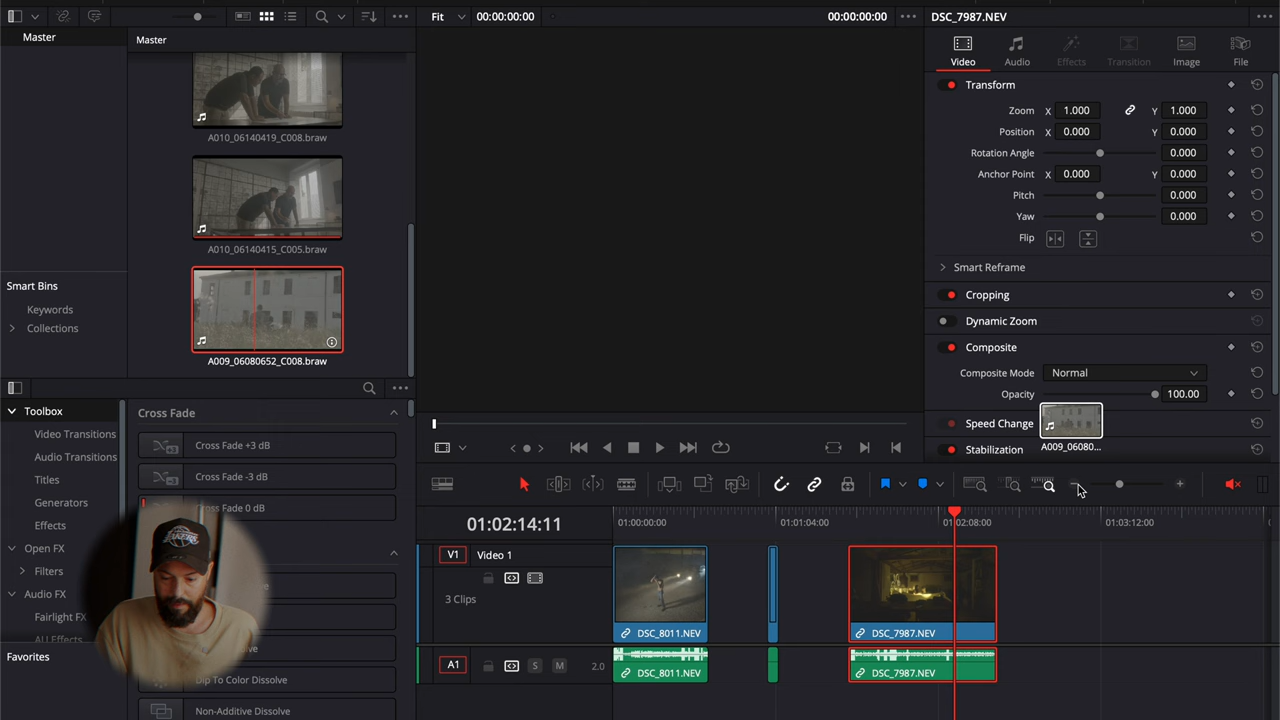 Fit
00:00:00:00
00:00:00:00
DSC_7987.NEV
Master
Master
Video
Audio
Effects
Transition
Image
File
A010_06140419_C008.braw
A010_06140415_C005.braw
A009_06080652_C008.braw
Smart Bins
Keywords
Collections
Transform
Zoom X 1.000 Y 1.000
Position X 0.000 Y 0.000
Rotation Angle 0.000
Anchor Point X 0.000 Y 0.000
Pitch 0.000
Yaw 0.000
Flip
Smart Reframe
Cropping
Dynamic Zoom
Composite
Composite Mode Normal
Opacity 100.00
Speed Change
A009_06080...
Stabilization
Toolbox
Video Transitions
Audio Transitions
Titles
Generators
Effects
Open FX
Filters
Audio FX
Fairlight FX
Favorites
Cross Fade
Cross Fade +3 dB
Cross Fade -3 dB
Cross Fade 0 dB
Dip To Color Dissolve
Non-Additive Dissolve
01:02:14:11
01:00:00:00
01:01:04:00
01:02:08:00
01:03:12:00
V1 Video 1
3 Clips
DSC_8011.NEV
DSC_7987.NEV
A1 S M 2.0
DSC_8011.NEV
DSC_7987.NEV
LAKERS